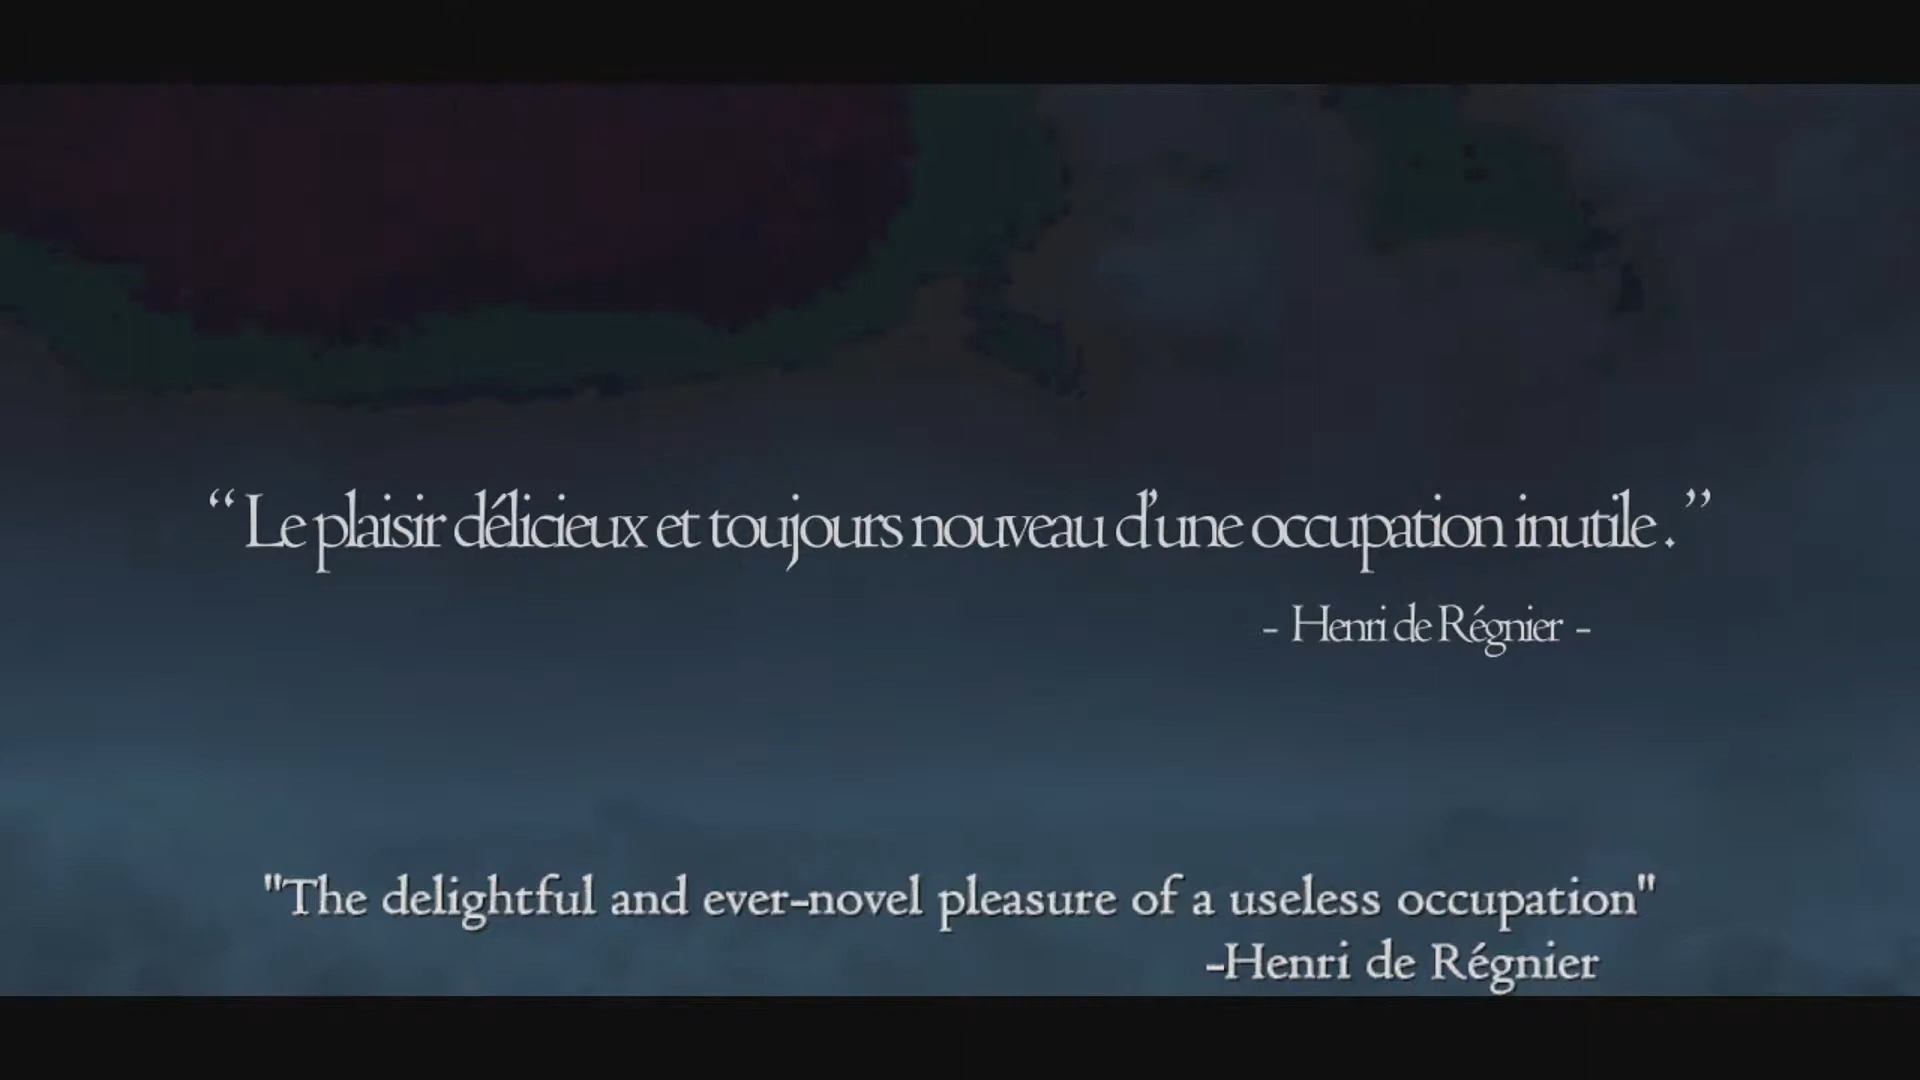 “ Le plaisir délicieux et toujours nouveau d’une occupation inutile . ”
- Henri de Régnier -
"The delightful and ever-novel pleasure of a useless occupation"
-Henri de Régnier